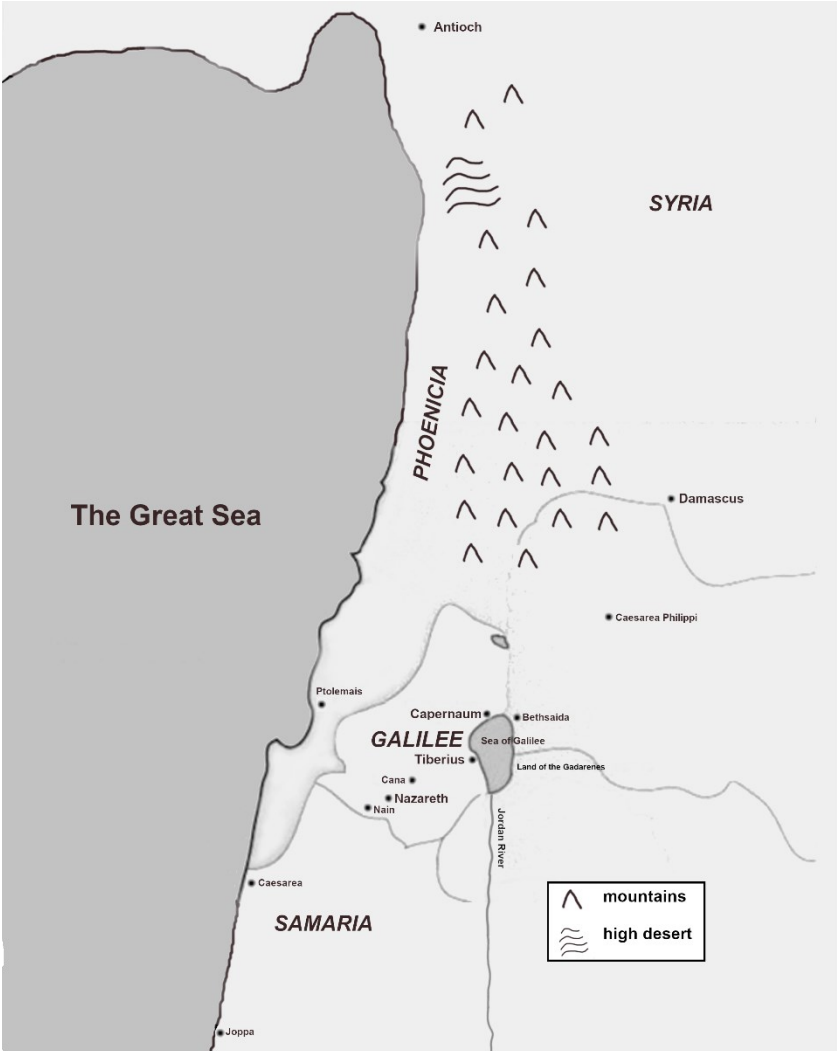 Antioch
SYRIA
PHOENICIA
The Great Sea
Damascus
Caesarea Philippi
Ptolemais
Capernaum
Bethsaida
GALILEE
Sea of Galilee
Tiberius
Land of the Gadarenes
Cana
Nazareth
Nain
Jordan River
Caesarea
mountains
SAMARIA
high desert
Joppa